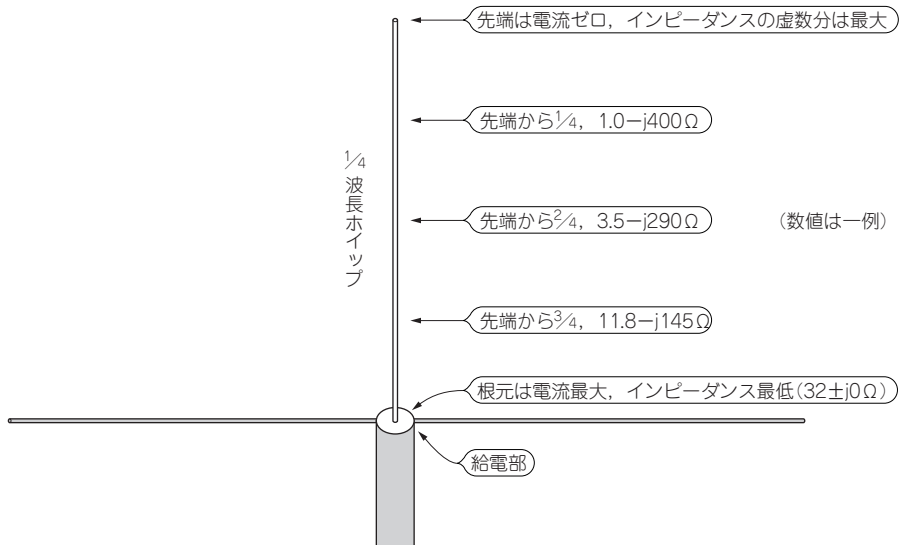 先端は電流ゼロ，インピーダンスの虚数分は最大
先端から1/4，1.0−j400Ω
1/4波長ホイップ
先端から2/4，3.5−j290Ω
（数値は一例）
先端から3/4，11.8−j145Ω
根元は電流最大，インピーダンス最低(32±j0Ω)
給電部